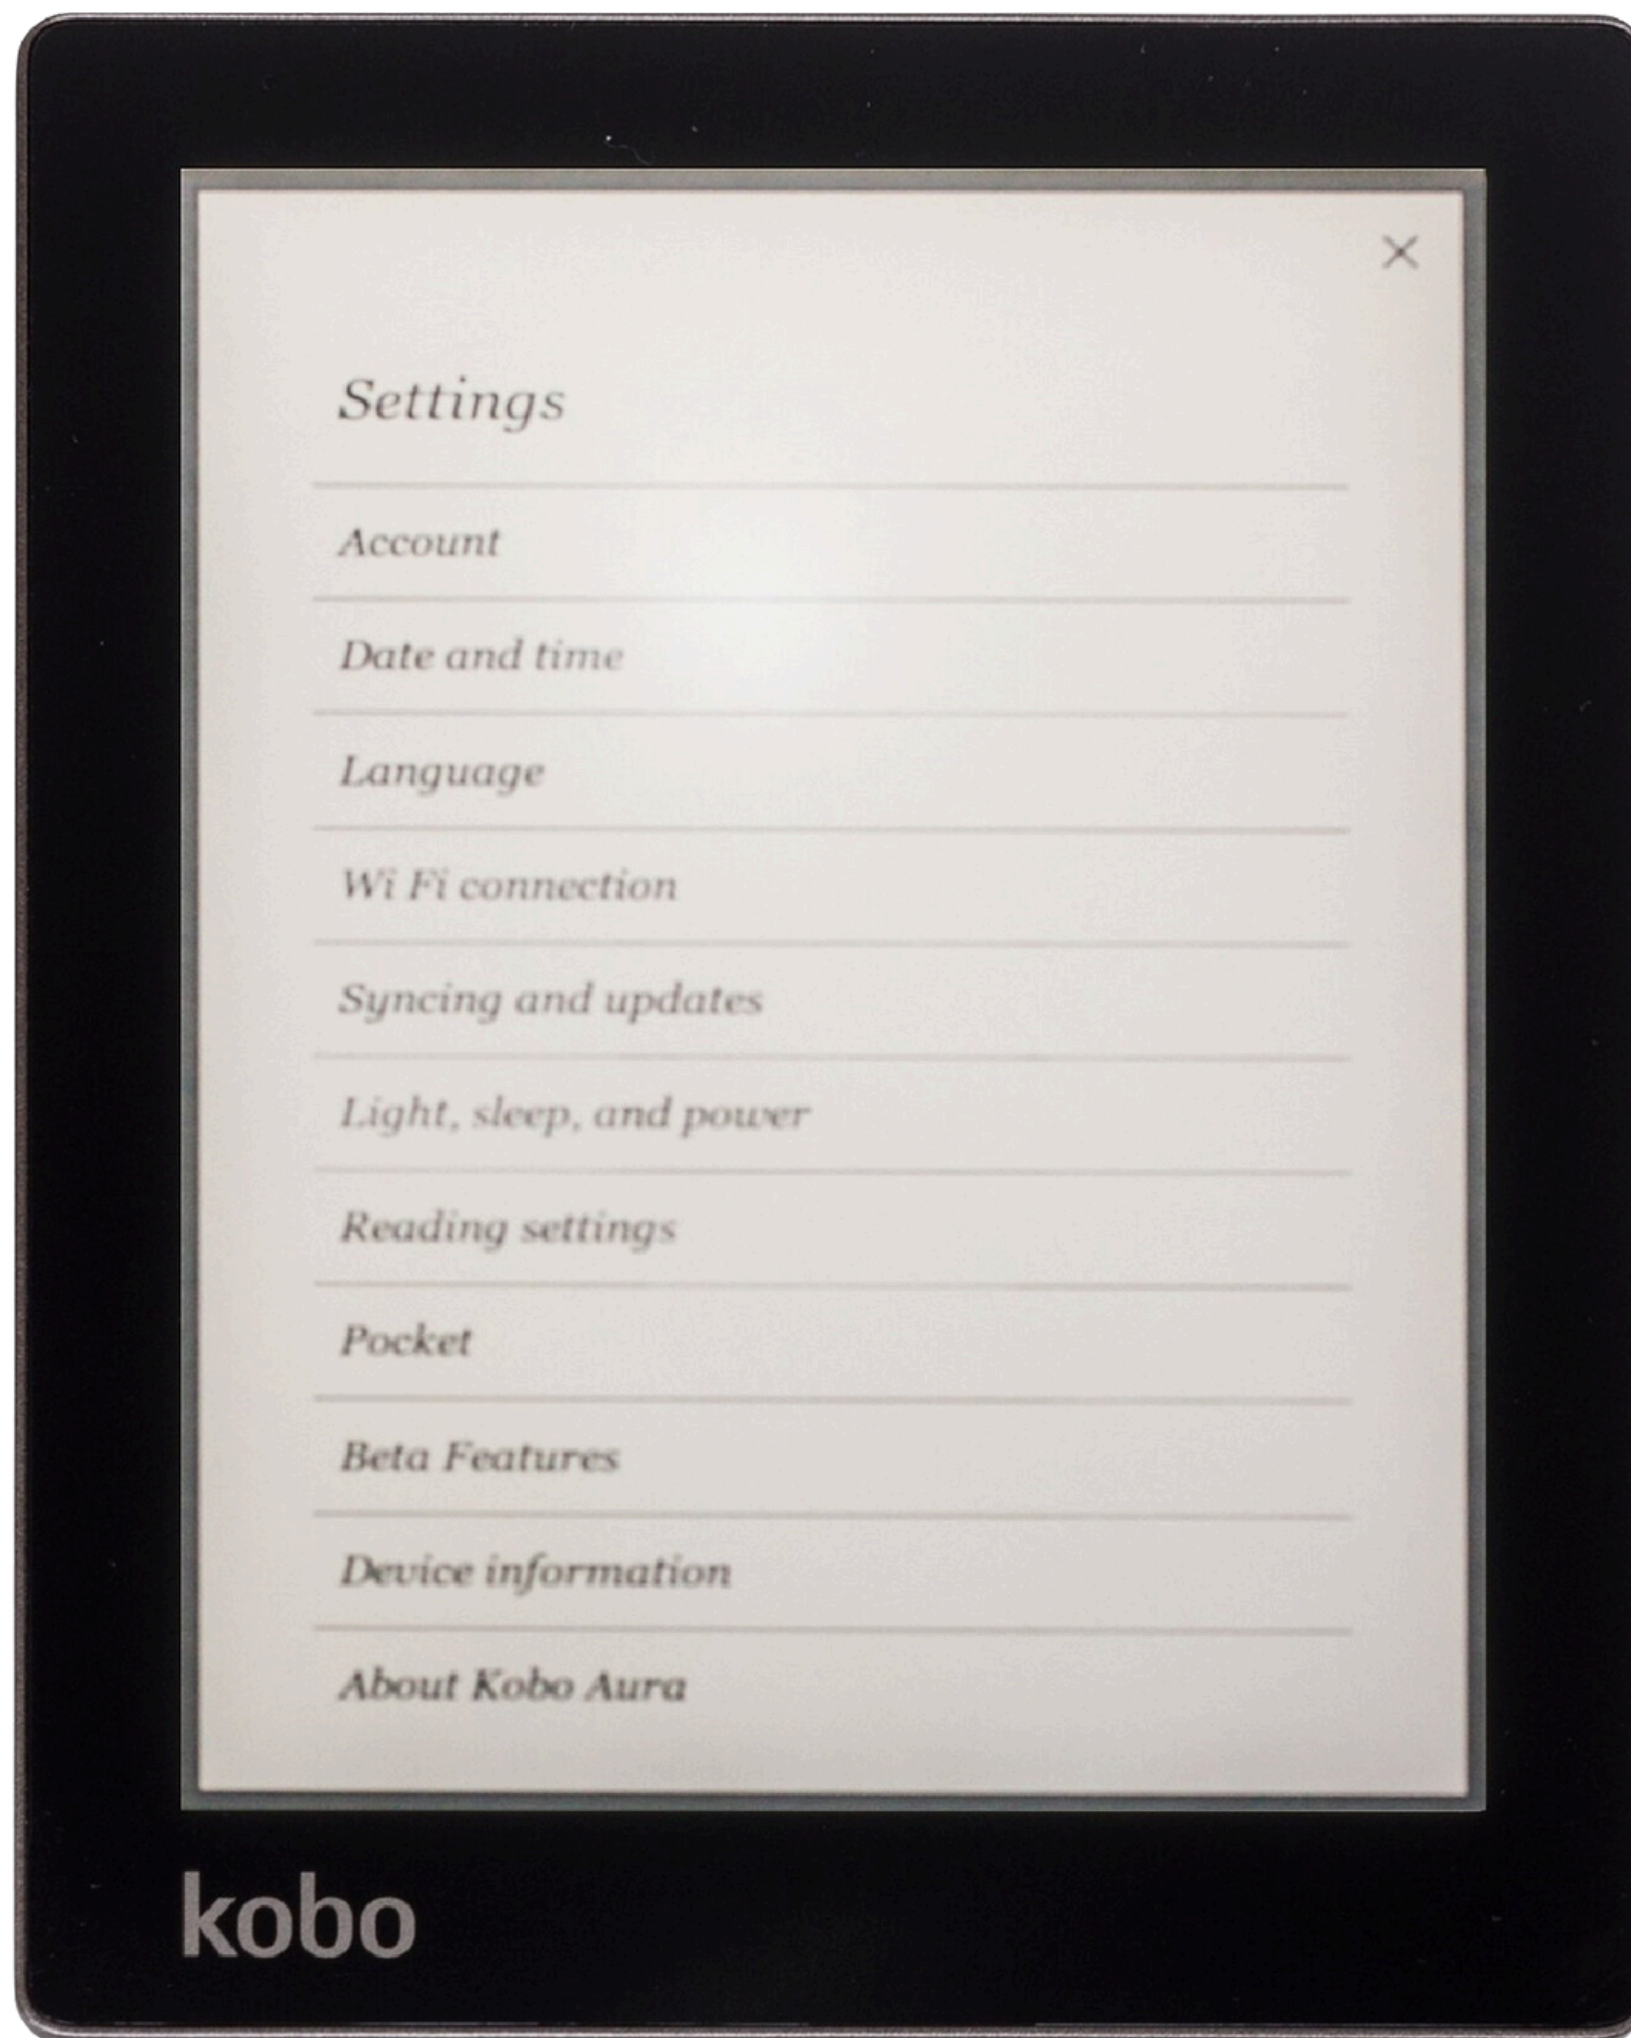 Settings
Account
Date and time
Language
Wi Fi connection
Syncing and updates
Light, sleep, and power
Reading settings
Pocket
Beta Features
Device information
About Kobo Aura
kobo